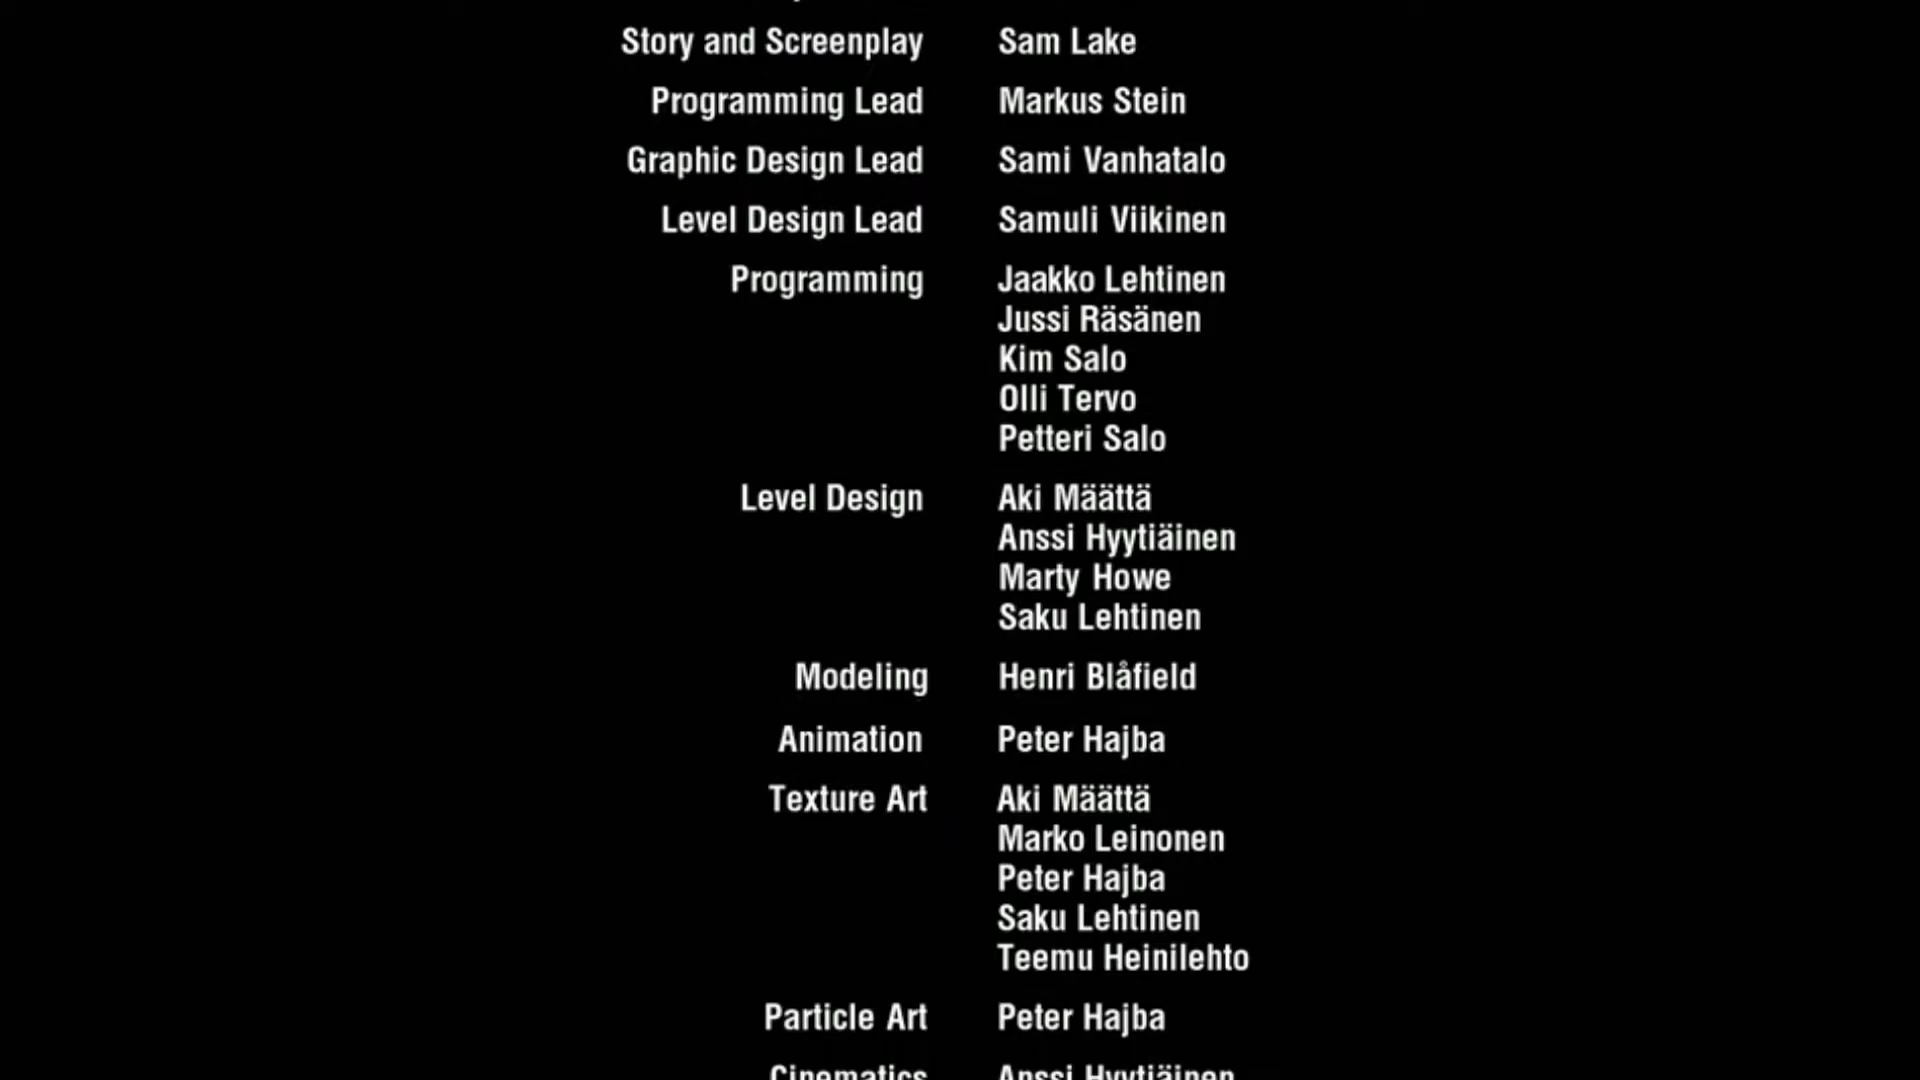 Story and Screenplay Sam Lake
Programming Lead Markus Stein
Graphic Design Lead Sami Vanhatalo
Level Design Lead Samuli Viikinen
Programming Jaakko Lehtinen
Jussi Räsänen
Kim Salo
Olli Tervo
Petteri Salo
Level Design Aki Määttä
Anssi Hyytiäinen
Marty Howe
Saku Lehtinen
Modeling Henri Blåfield
Animation Peter Hajba
Texture Art Aki Määttä
Marko Leinonen
Peter Hajba
Saku Lehtinen
Teemu Heinilehto
Particle Art Peter Hajba
Cinematics Anssi Hyytiäinen